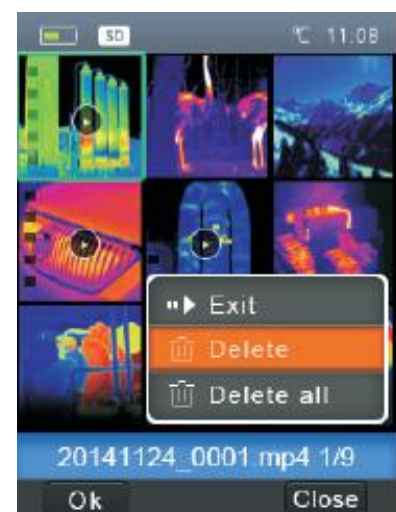 SD ℃ 11:08
Exit
Delete
Delete all
20141124_0001 mp4 1/9
Ok Close